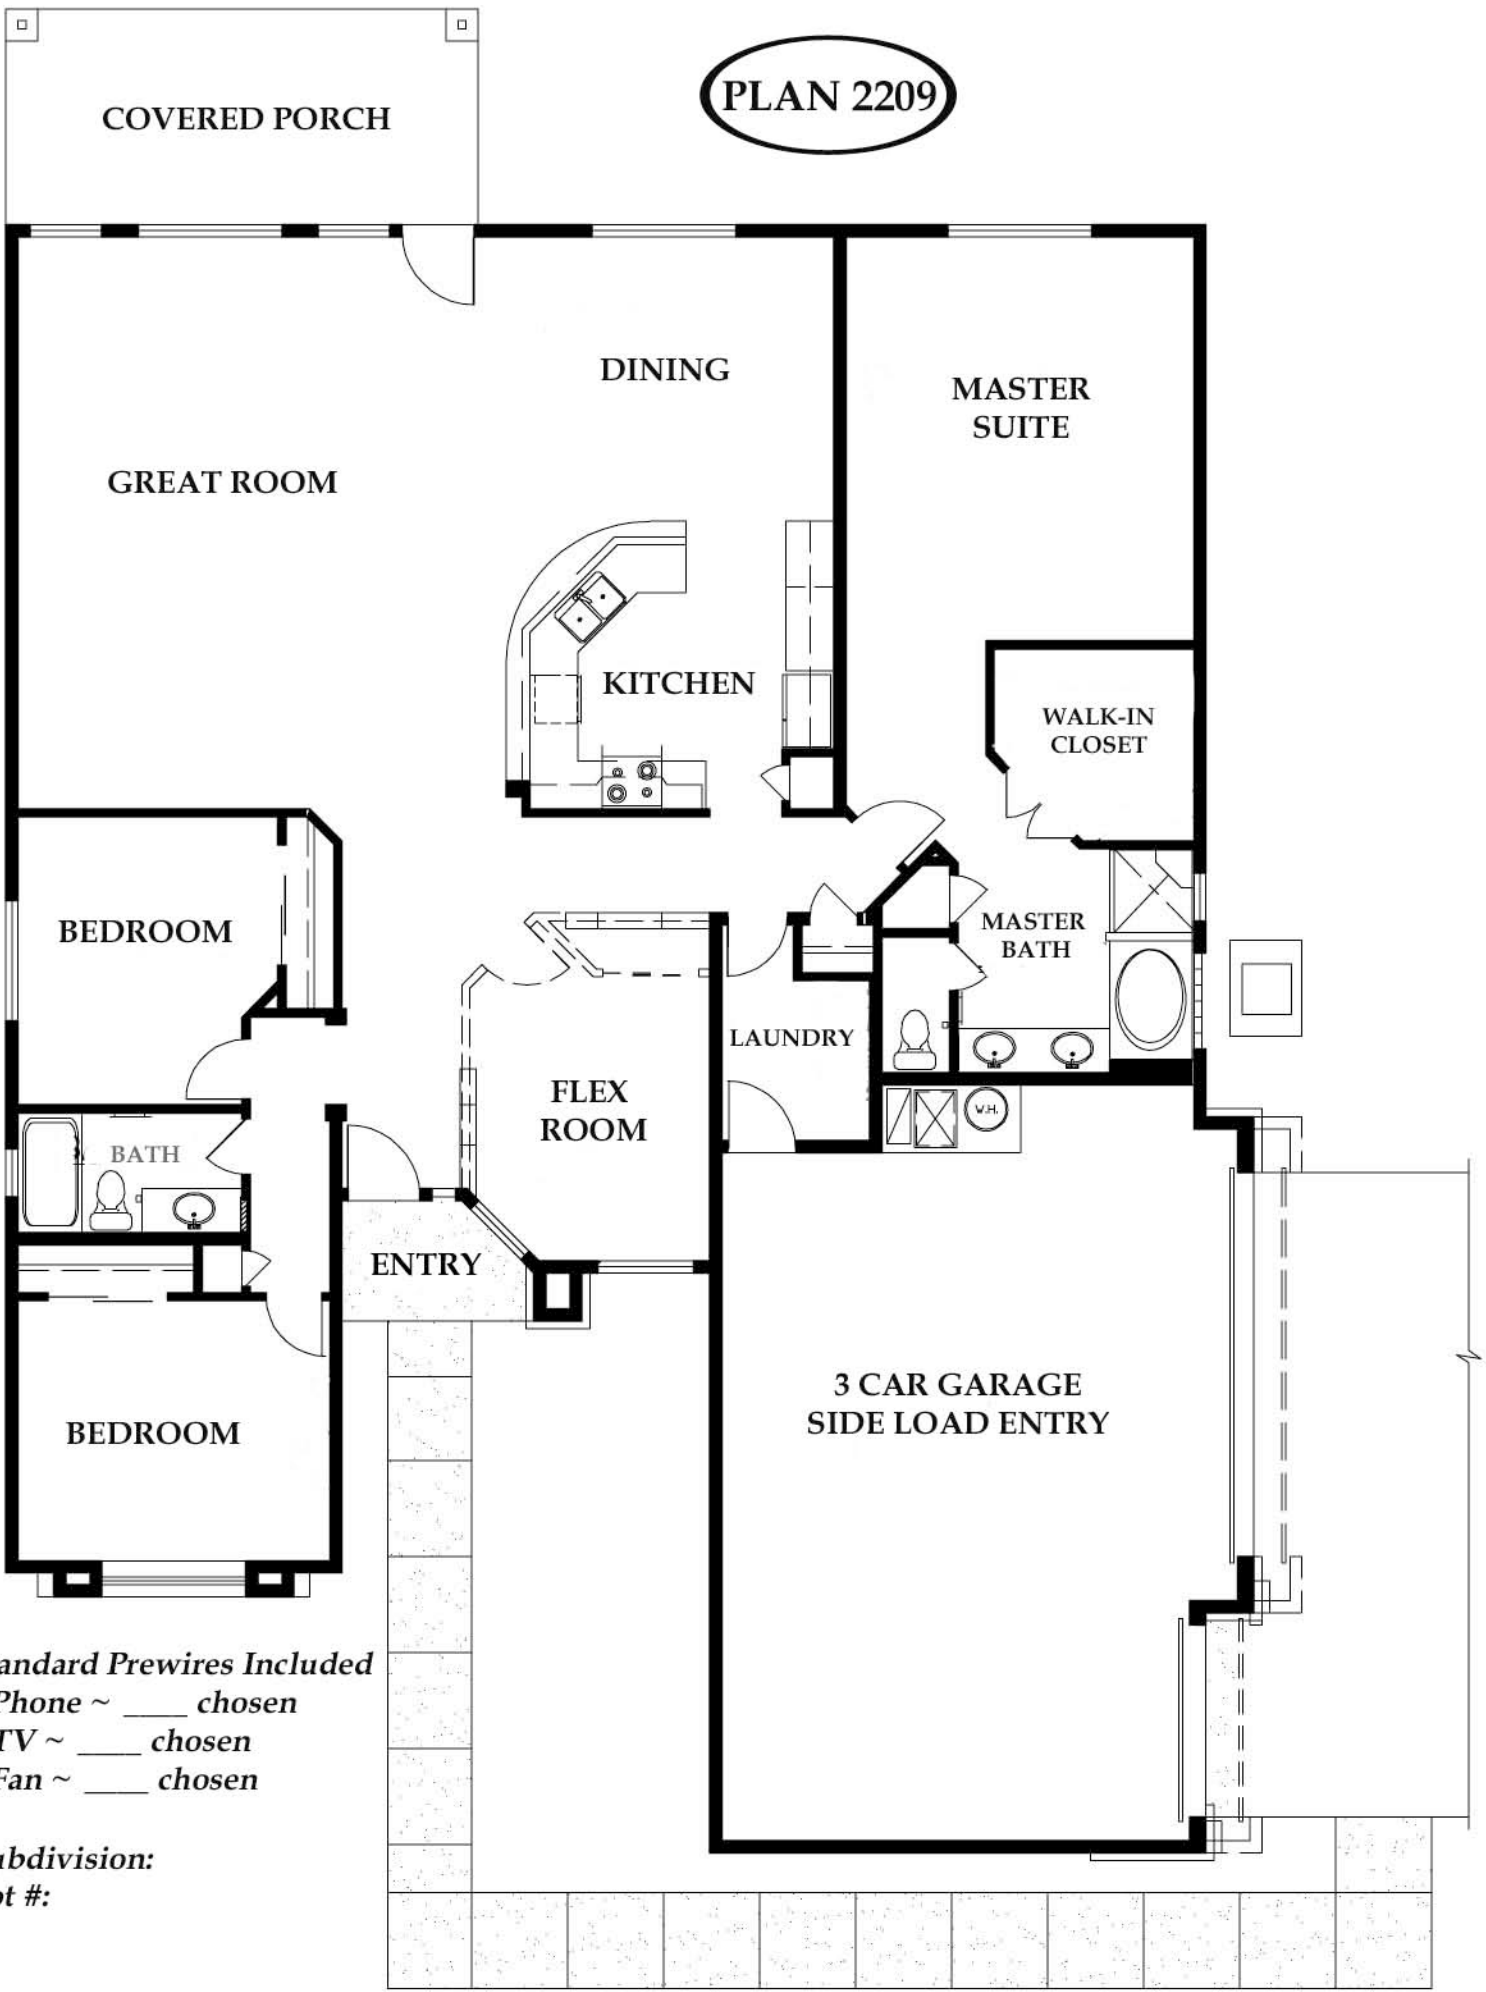 PLAN 2209
COVERED PORCH
DINING
MASTER
SUITE
GREAT ROOM
KITCHEN
WALK-IN
CLOSET
BEDROOM
MASTER
BATH
LAUNDRY
FLEX
ROOM
W.H.
BATH
ENTRY
3 CAR GARAGE
SIDE LOAD ENTRY
BEDROOM
andard Prewires Included
Phone ~ ____ chosen
TV ~ ____ chosen
Fan ~ ____ chosen
ubdivision:
ot #: